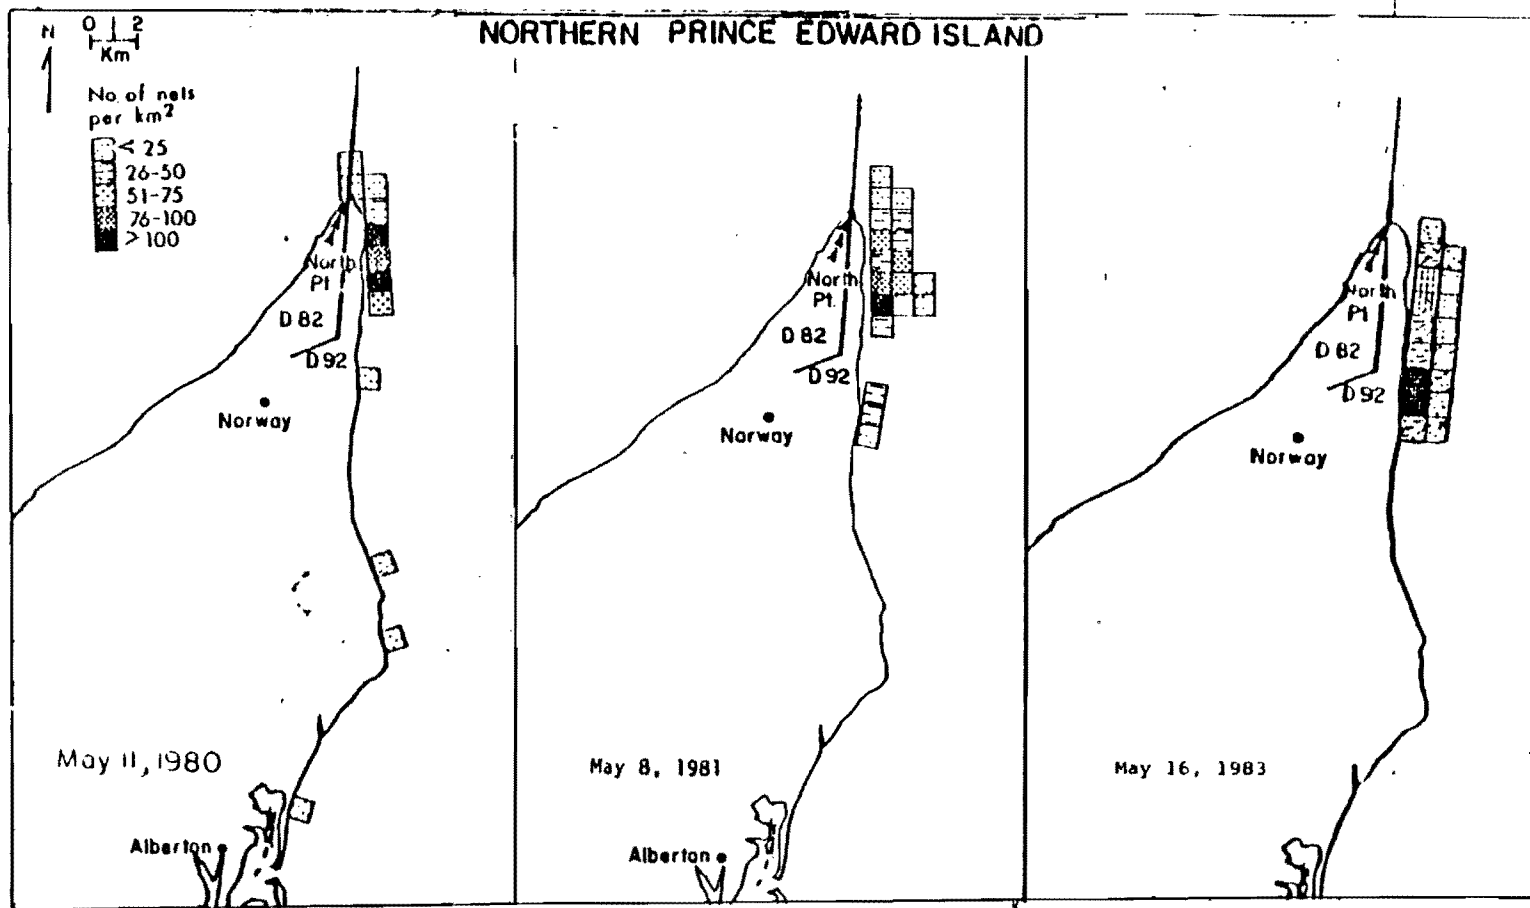 NORTHERN PRINCE EDWARD ISLAND
N
0 1 2
Km
No. of nets
per km²
< 25
26-50
51-75
76-100
> 100
North
Pt
D 82
D 92
Norway
May 11, 1980
Alberton
North
Pt.
D 82
D 92
Norway
May 8, 1981
Alberton
North
Pt
D 82
D 92
Norway
May 16, 1983